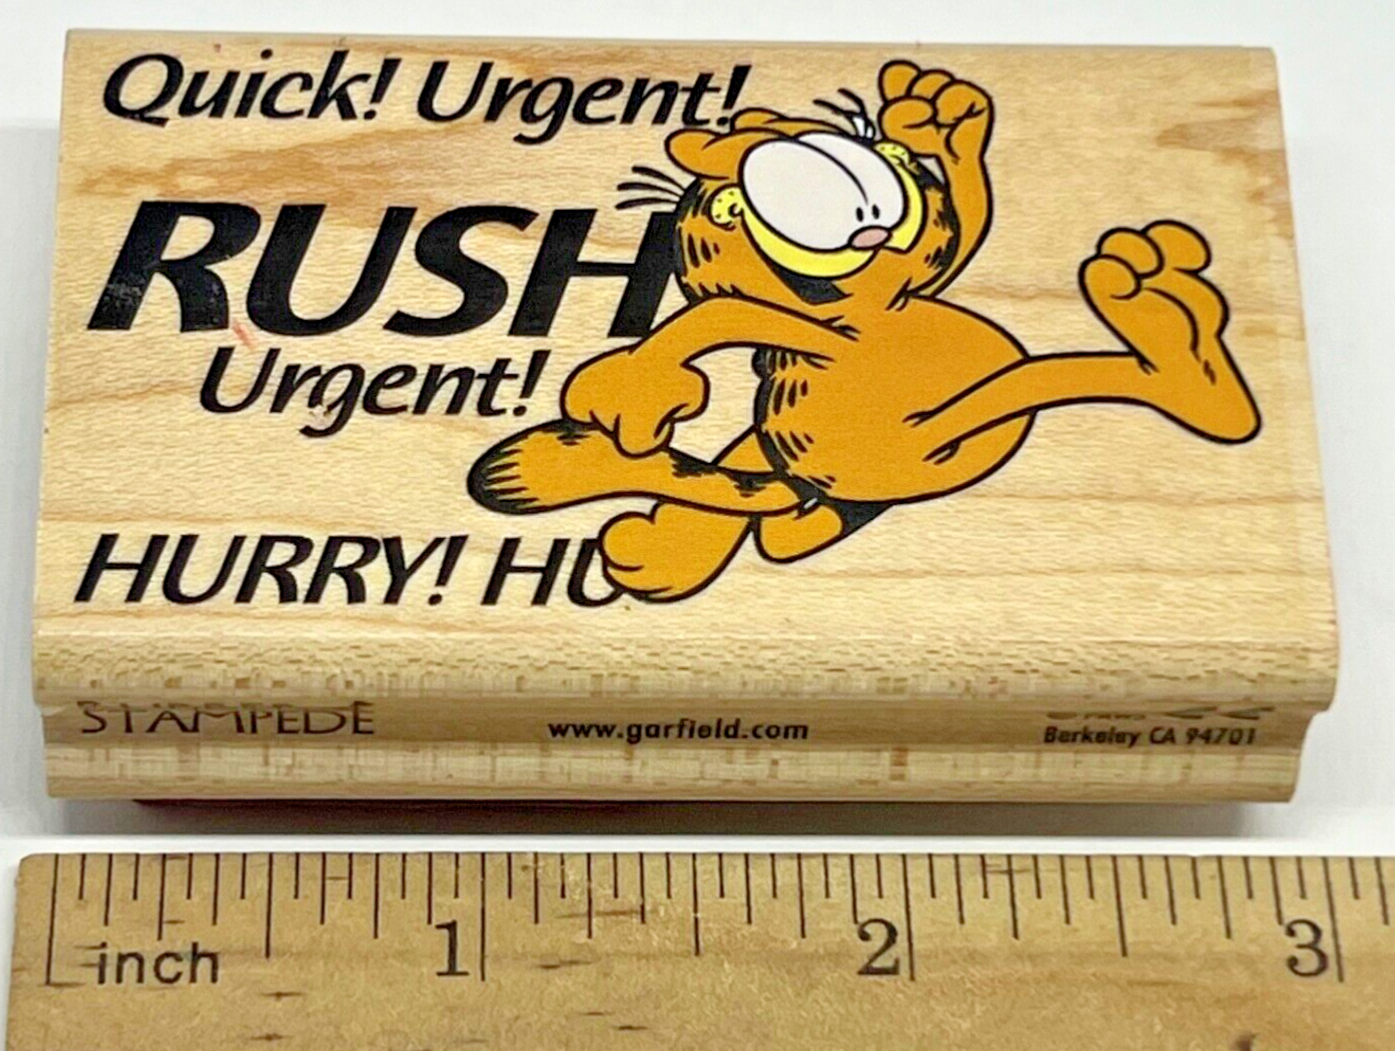 Quick! Urgent!
RUSH
Urgent!
HURRY! HU
STAMPEDE www.garfield.com
Berkeley CA 94701
inch 1 2 3